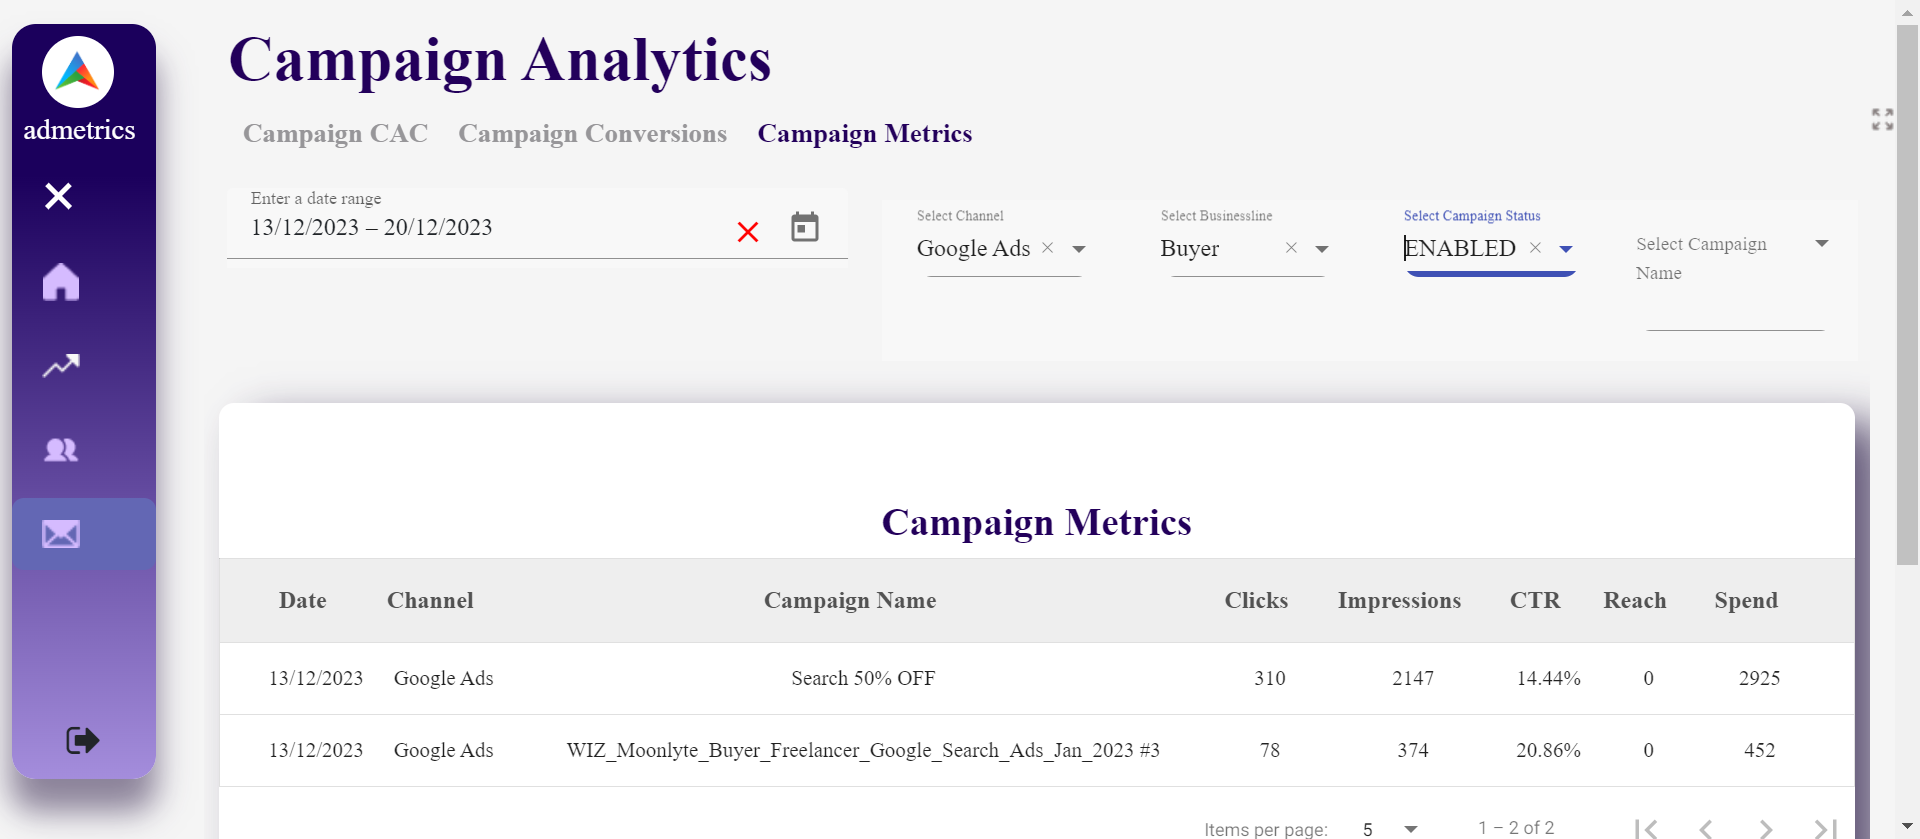 Campaign Analytics
admetrics
Campaign CAC Campaign Conversions Campaign Metrics
Enter a date range
13/12/2023 – 20/12/2023
Select Channel
Google Ads
Select Businessline
Buyer
Select Campaign Status
ENABLED
Select Campaign
Name
Campaign Metrics
Date Channel Campaign Name Clicks Impressions CTR Reach Spend
13/12/2023 Google Ads Search 50% OFF 310 2147 14.44% 0 2925
13/12/2023 Google Ads WIZ_Moonlyte_Buyer_Freelancer_Google_Search_Ads_Jan_2023 #3 78 374 20.86% 0 452
Items per page: 5 1 – 2 of 2